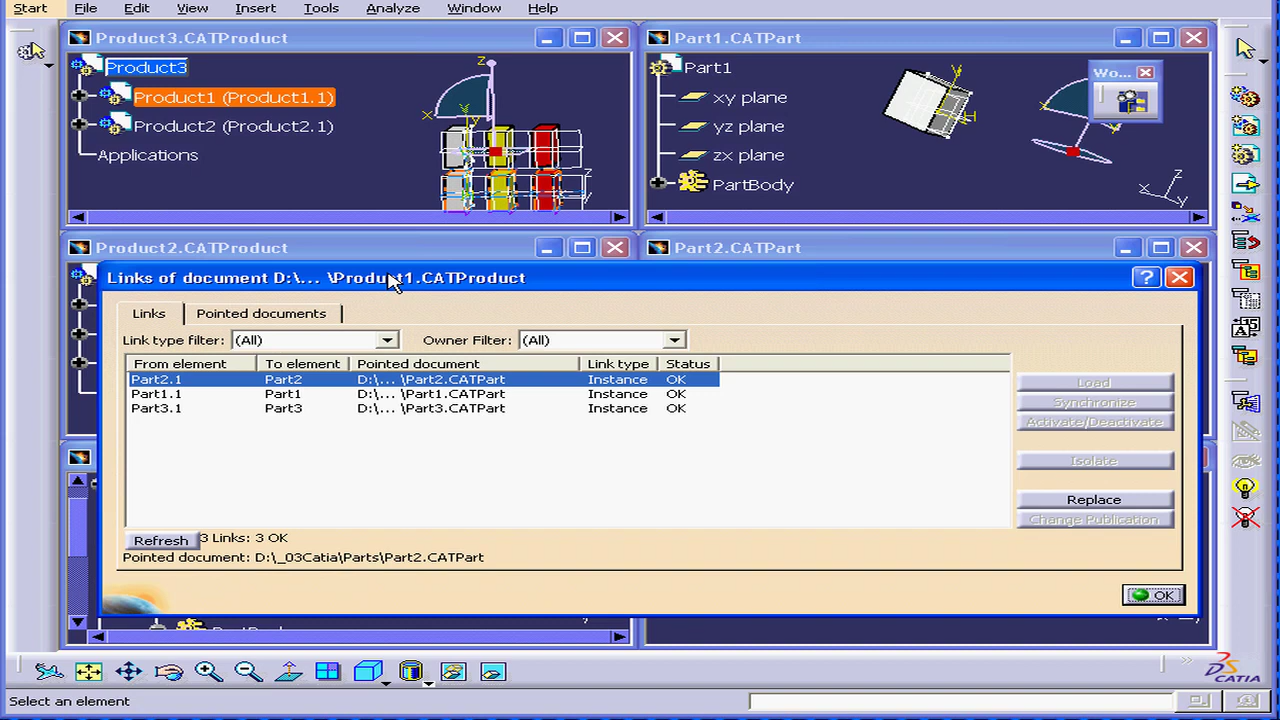 Start File Edit View Insert Tools Analyze Window Help
Product3.CATProduct
Product3
Product1 (Product1.1)
Product2 (Product2.1)
Applications
z
x
y
z
y
Part1.CATPart
Part1
xy plane
yz plane
zx plane
PartBody
y
H
y
Z
x
y
Wo...
Product2.CATProduct
Part2.CATPart
Links of document D:\... \Product1.CATProduct
Links Pointed documents
Link type filter: (All) Owner Filter: (All)
From element To element Pointed document Link type Status
Part2.1 Part2 D:\... \Part2.CATPart Instance OK
Part1.1 Part1 D:\... \Part1.CATPart Instance OK
Part3.1 Part3 D:\... \Part3.CATPart Instance OK
Load
Synchronize
Activate/Deactivate
Isolate
Replace
Change Publication
Refresh 3 Links: 3 OK
Pointed document: D:\_03Catia\Parts\Part2.CATPart
OK
CATIA
Select an element